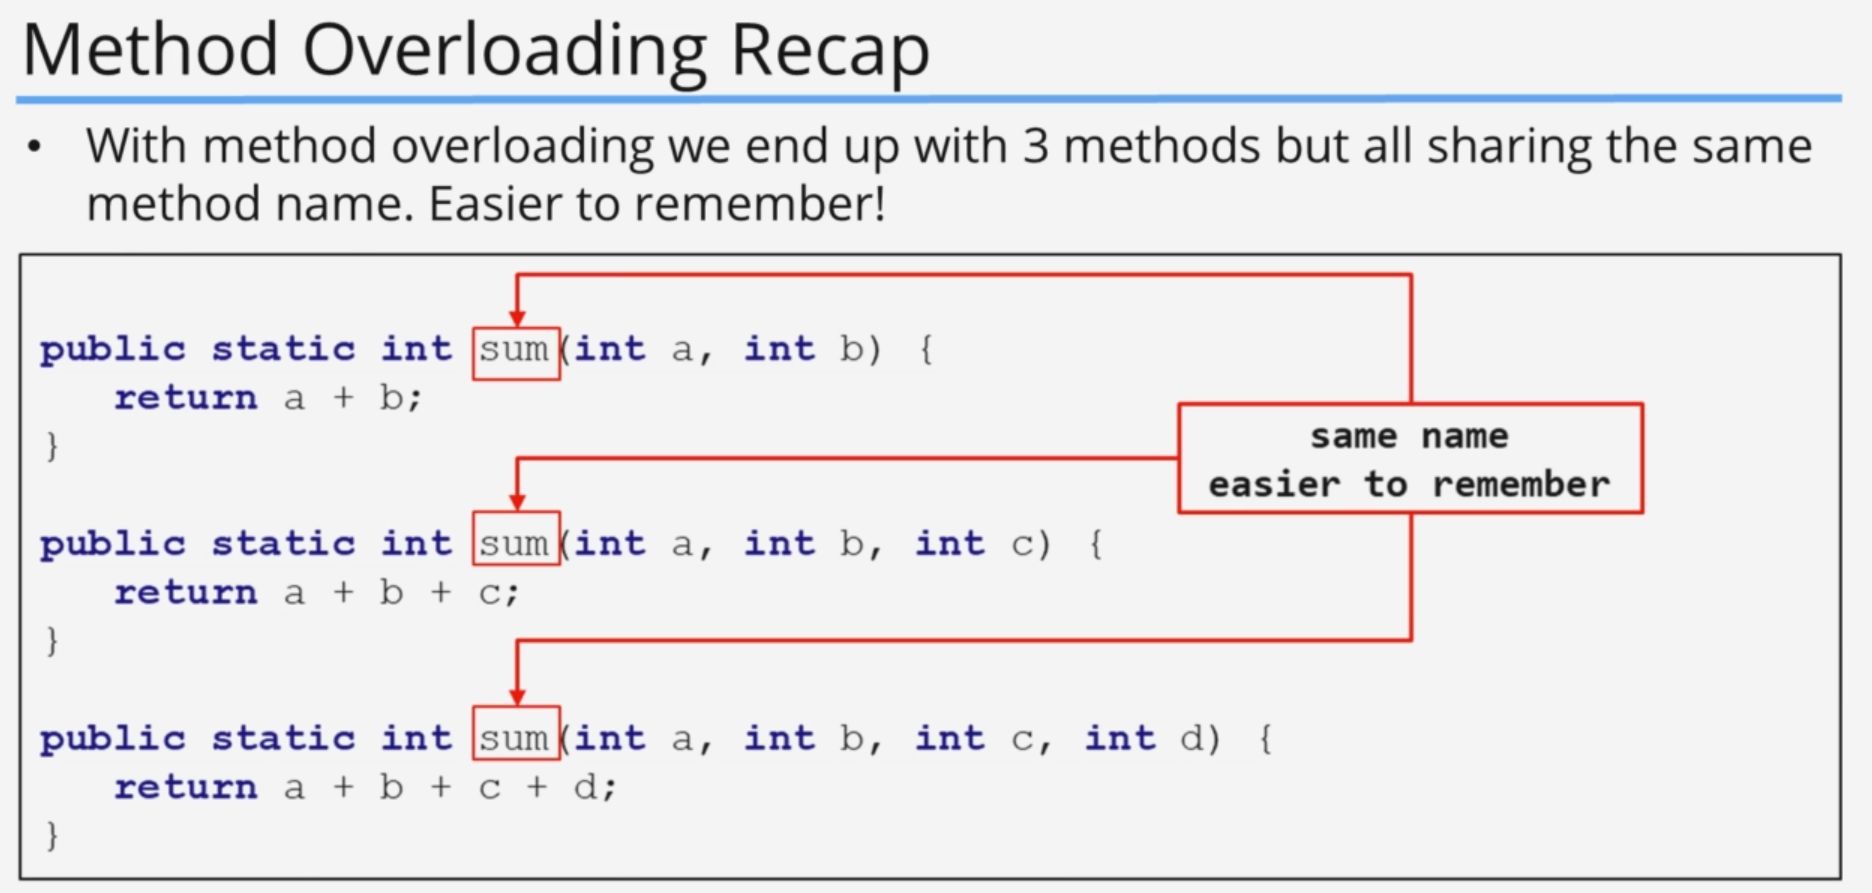 Method Overloading Recap
• With method overloading we end up with 3 methods but all sharing the same
method name. Easier to remember!
public static int sum(int a, int b) {
return a + b;
}
same name
easier to remember
public static int sum(int a, int b, int c) {
return a + b + c;
}
public static int sum(int a, int b, int c, int d) {
return a + b + c + d;
}